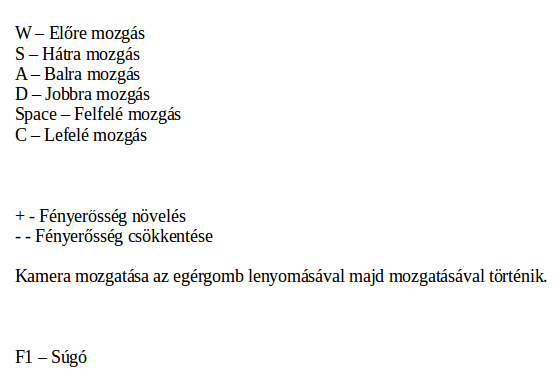 W – Előre mozgás
S – Hátra mozgás
A – Balra mozgás
D – Jobbra mozgás
Space – Felfelé mozgás
C – Lefelé mozgás
+ - Fényerősség növelés
- - Fényerősség csökkentése
Kamera mozgatása az egérgomb lenyomásával majd mozgatásával történik.
F1 – Súgó